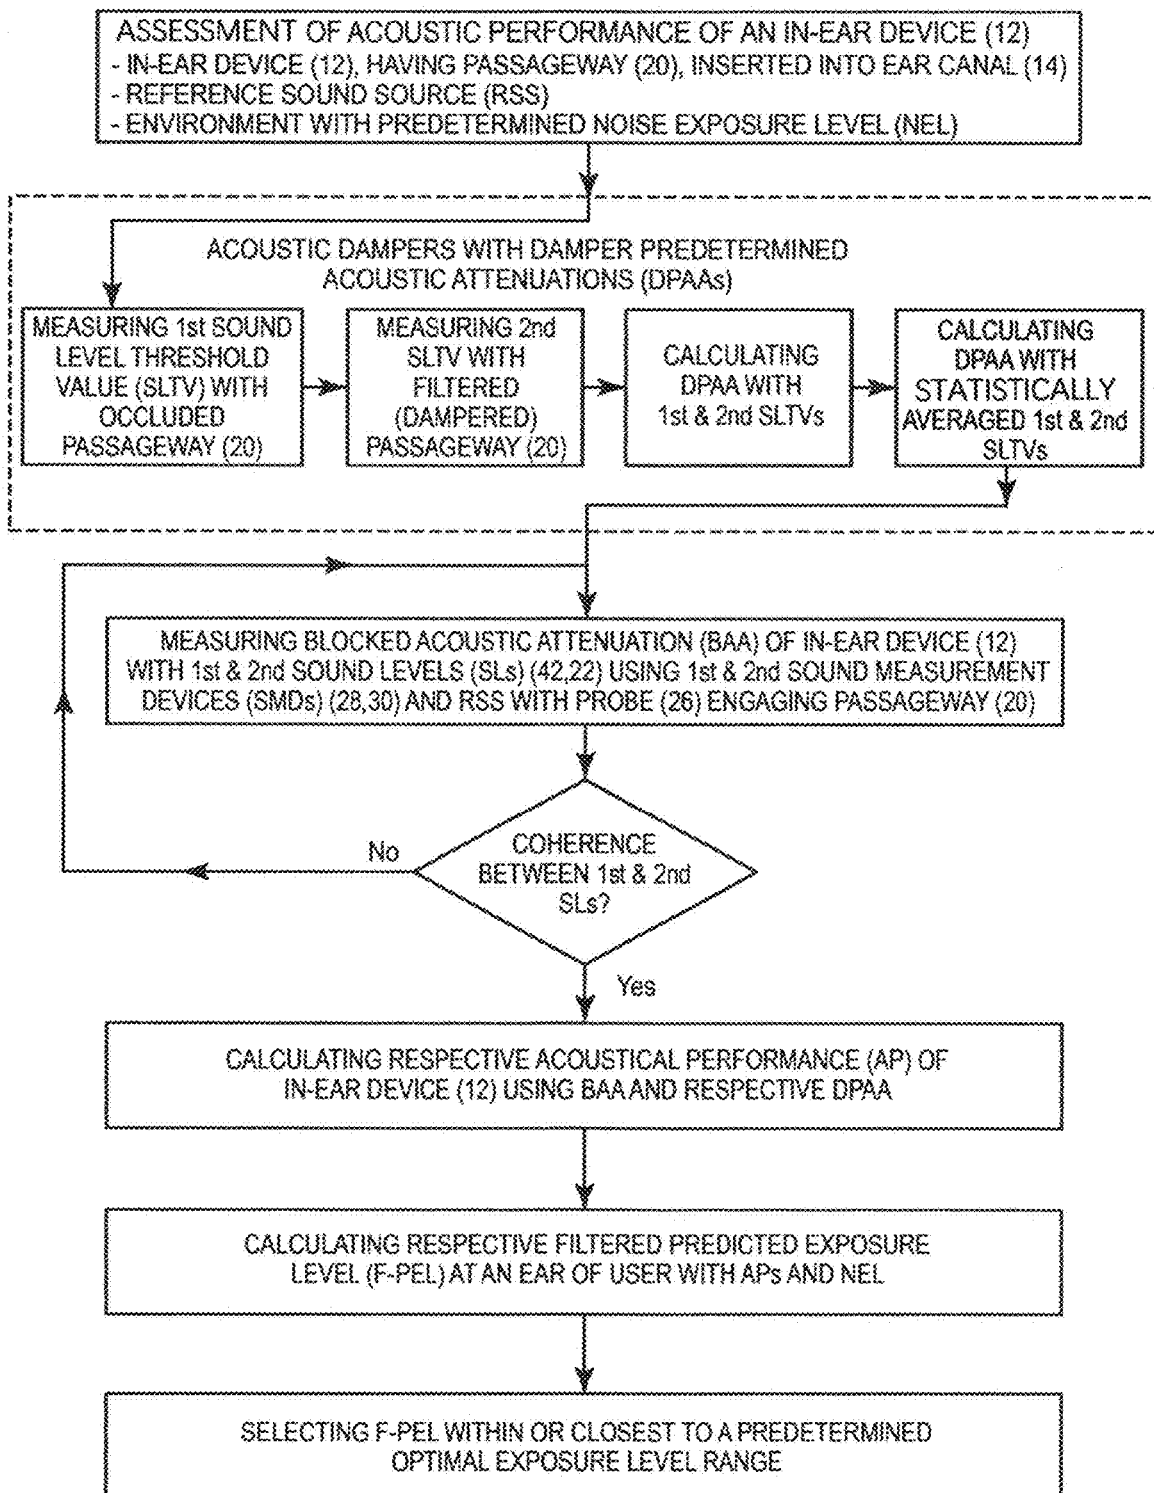 ASSESSMENT OF ACOUSTIC PERFORMANCE OF AN IN-EAR DEVICE (12)
- IN-EAR DEVICE (12), HAVING PASSAGEWAY (20), INSERTED INTO EAR CANAL (14)
- REFERENCE SOUND SOURCE (RSS)
- ENVIRONMENT WITH PREDETERMINED NOISE EXPOSURE LEVEL (NEL)
ACOUSTIC DAMPERS WITH DAMPER PREDETERMINED
ACOUSTIC ATTENUATIONS (DPAAs)
MEASURING 1st SOUND
LEVEL THRESHOLD
VALUE (SLTV) WITH
OCCLUDED
PASSAGEWAY (20)
MEASURING 2nd
SLTV WITH
FILTERED
(DAMPERED)
PASSAGEWAY (20)
CALCULATING
DPAA WITH
1st & 2nd SLTVs
CALCULATING
DPAA WITH
STATISTICALLY
AVERAGED 1st & 2nd
SLTVs
MEASURING BLOCKED ACOUSTIC ATTENUATION (BAA) OF IN-EAR DEVICE (12)
WITH 1st & 2nd SOUND LEVELS (SLs) (42,22) USING 1st & 2nd SOUND MEASUREMENT
DEVICES (SMDs) (28,30) AND RSS WITH PROBE (26) ENGAGING PASSAGEWAY (20)
COHERENCE
BETWEEN 1st & 2nd
SLs?
No
Yes
CALCULATING RESPECTIVE ACOUSTICAL PERFORMANCE (AP) OF
IN-EAR DEVICE (12) USING BAA AND RESPECTIVE DPAA
CALCULATING RESPECTIVE FILTERED PREDICTED EXPOSURE
LEVEL (F-PEL) AT AN EAR OF USER WITH APs AND NEL
SELECTING F-PEL WITHIN OR CLOSEST TO A PREDETERMINED
OPTIMAL EXPOSURE LEVEL RANGE